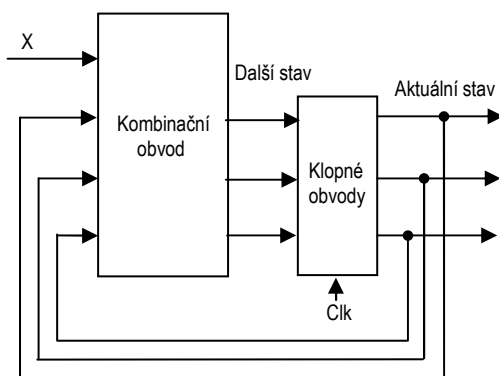 X
Další stav
Aktuální stav
Kombinační
obvod
Klopné
obvody
Clk